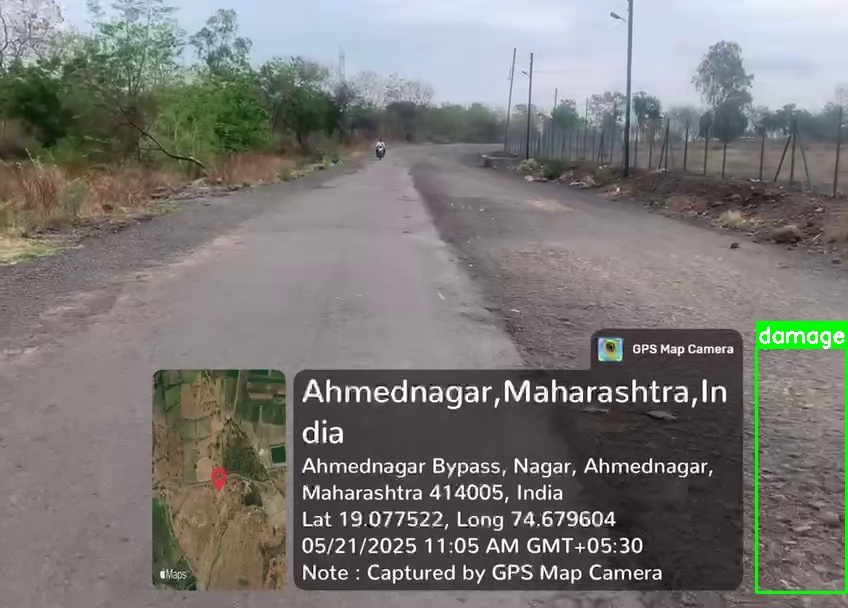 damage
GPS Map Camera
Ahmednagar,Maharashtra,In
dia
Ahmednagar Bypass, Nagar, Ahmednagar,
Maharashtra 414005, India
Lat 19.077522, Long 74.679604
05/21/2025 11:05 AM GMT+05:30
Note : Captured by GPS Map Camera
Maps